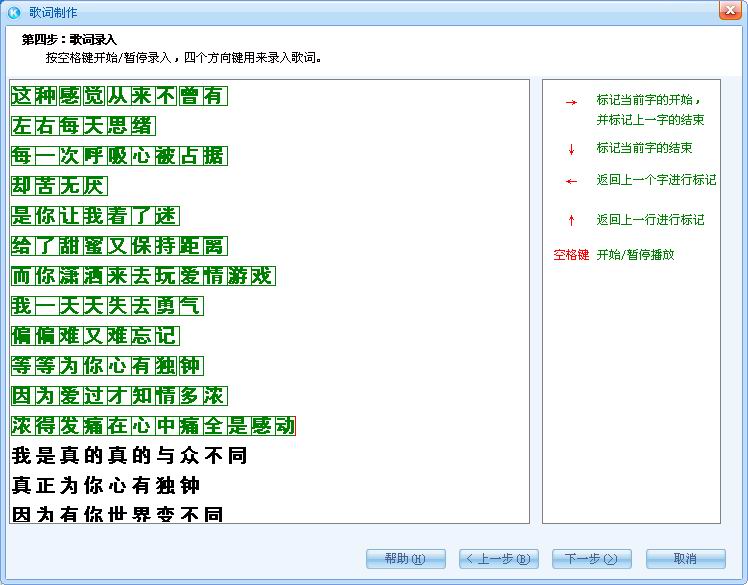 歌词制作
第四步：歌词录入
按空格键开始/暂停录入，四个方向键用来录入歌词。
这种感觉从来不曾有
左右每天思绪
每一次呼吸心被占据
却苦无厌
是你让我着了迷
给了甜蜜又保持距离
而你潇洒来去玩爱情游戏
我一天天失去勇气
偏偏难又难忘记
等等为你心有独钟
因为爱过才知情多浓
浓得发痛在心中痛全是感动
我是真的真的与众不同
真正为你心有独钟
因为有你世界变不同
→ 标记当前字的开始，
并标记上一字的结束
↓ 标记当前字的结束
← 返回上一个字进行标记
↑ 返回上一行进行标记
空格键 开始/暂停播放
帮助(H) <上一步(B) 下一步(>) 取消